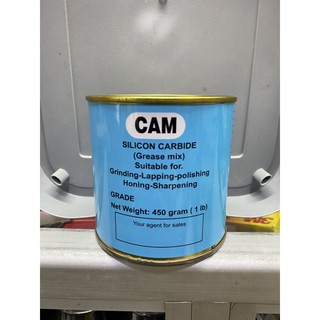 CAM
SILICON CARBIDE
(Grease mix)
Suitable for.
Grinding-Lapping-polishing
Honing-Sharpening
GRADE
Net Weight: 450 gram ( 1 lb)
Your agent for sales